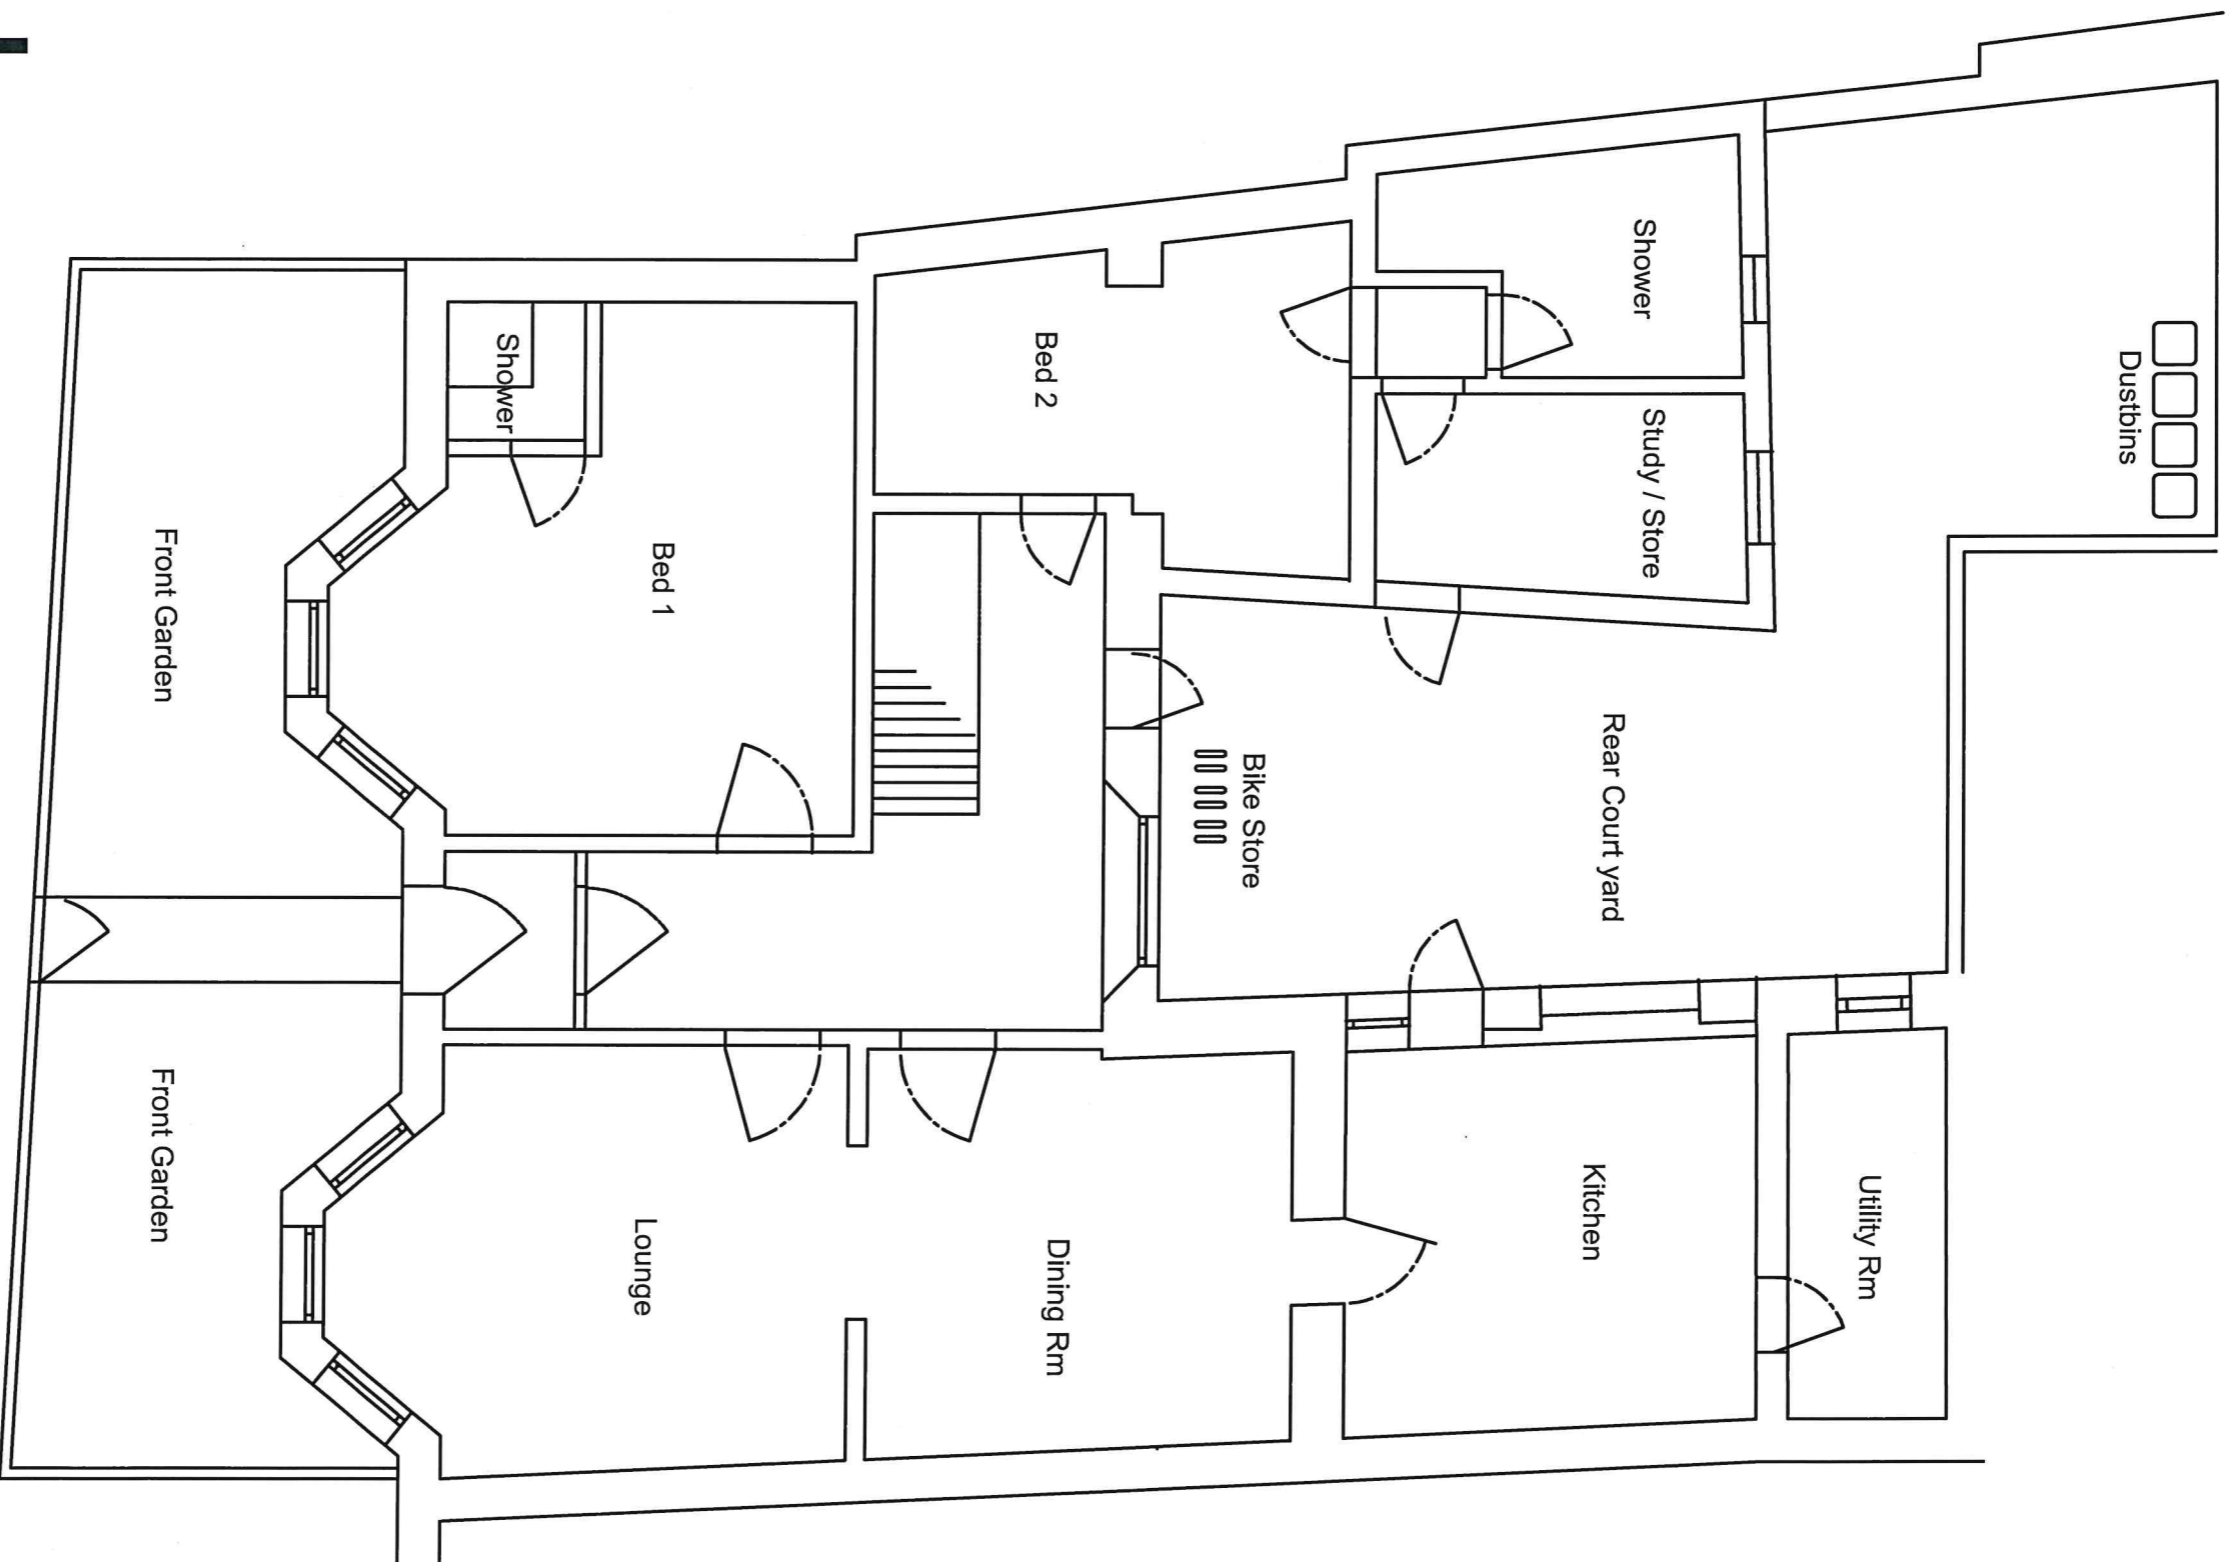 Dustbins
Shower
Study / Store
Rear Court yard
Utility Rm
Kitchen
Bike Store
Bed 2
Dining Rm
Shower
Bed 1
Lounge
Front Garden
Front Garden